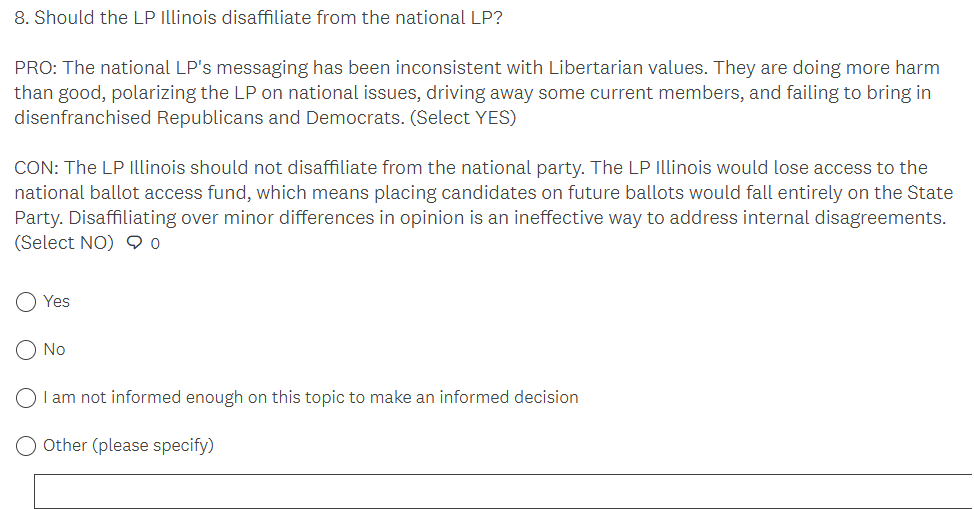 8. Should the LP Illinois disaffiliate from the national LP?
PRO: The national LP's messaging has been inconsistent with Libertarian values. They are doing more harm
than good, polarizing the LP on national issues, driving away some current members, and failing to bring in
disenfranchised Republicans and Democrats. (Select YES)
CON: The LP Illinois should not disaffiliate from the national party. The LP Illinois would lose access to the
national ballot access fund, which means placing candidates on future ballots would fall entirely on the State
Party. Disaffiliating over minor differences in opinion is an ineffective way to address internal disagreements.
(Select NO) 0
Yes
No
I am not informed enough on this topic to make an informed decision
Other (please specify)